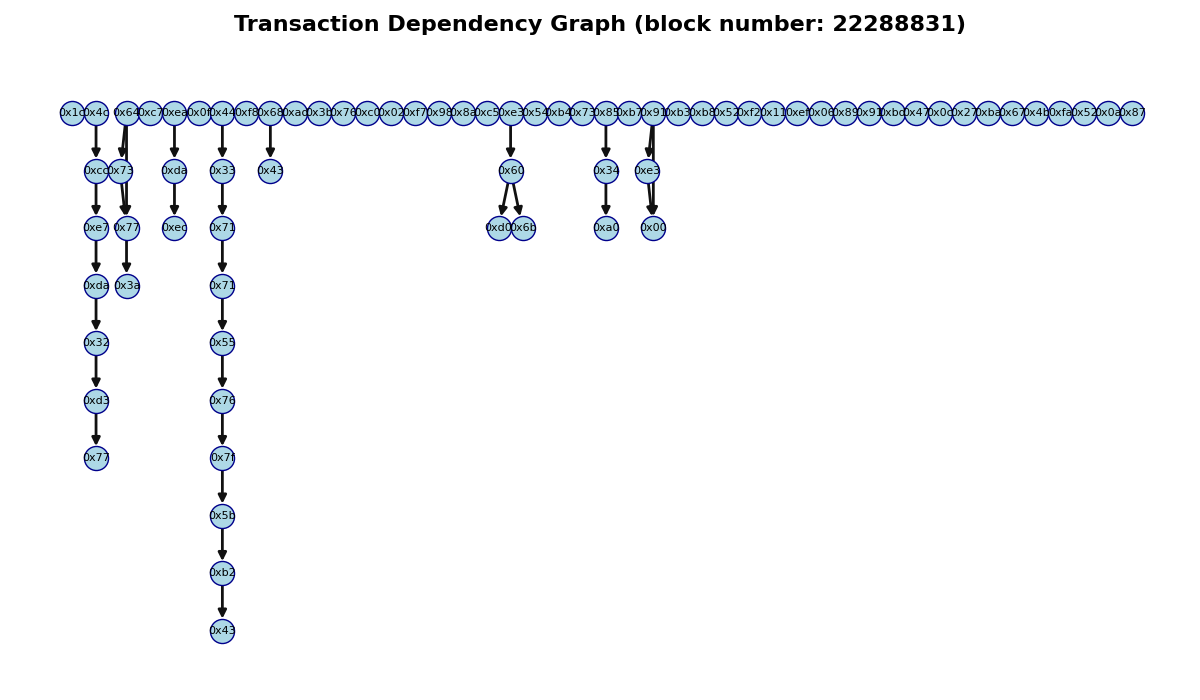 Transaction Dependency Graph (block number: 22288831)
0x1c 0x4c 0x64 0xc7 0xea 0x0f 0x44 0xf8 0x68 0xac 0x3b 0x76 0xc0 0x02 0xf7 0x98 0x8a 0xc5 0xe3 0x54 0xb4 0x73 0x85 0xb7 0x91 0xb3 0xb8 0x52 0xf2 0x11 0xef 0x06 0x89 0x91 0xbd 0x47 0x0d 0x27 0xba 0x67 0x4b 0xfa 0x52 0x0a 0x87
0xcc 0x73 0xda 0x33 0x43 0x60 0x34 0xe3
0xe7 0x77 0xec 0x71 0xd0 0x6b 0xa0 0x00
0xda 0x3a 0x71
0x32 0x55
0xd3 0x76
0x77 0x7f
0x5b
0xb2
0x43